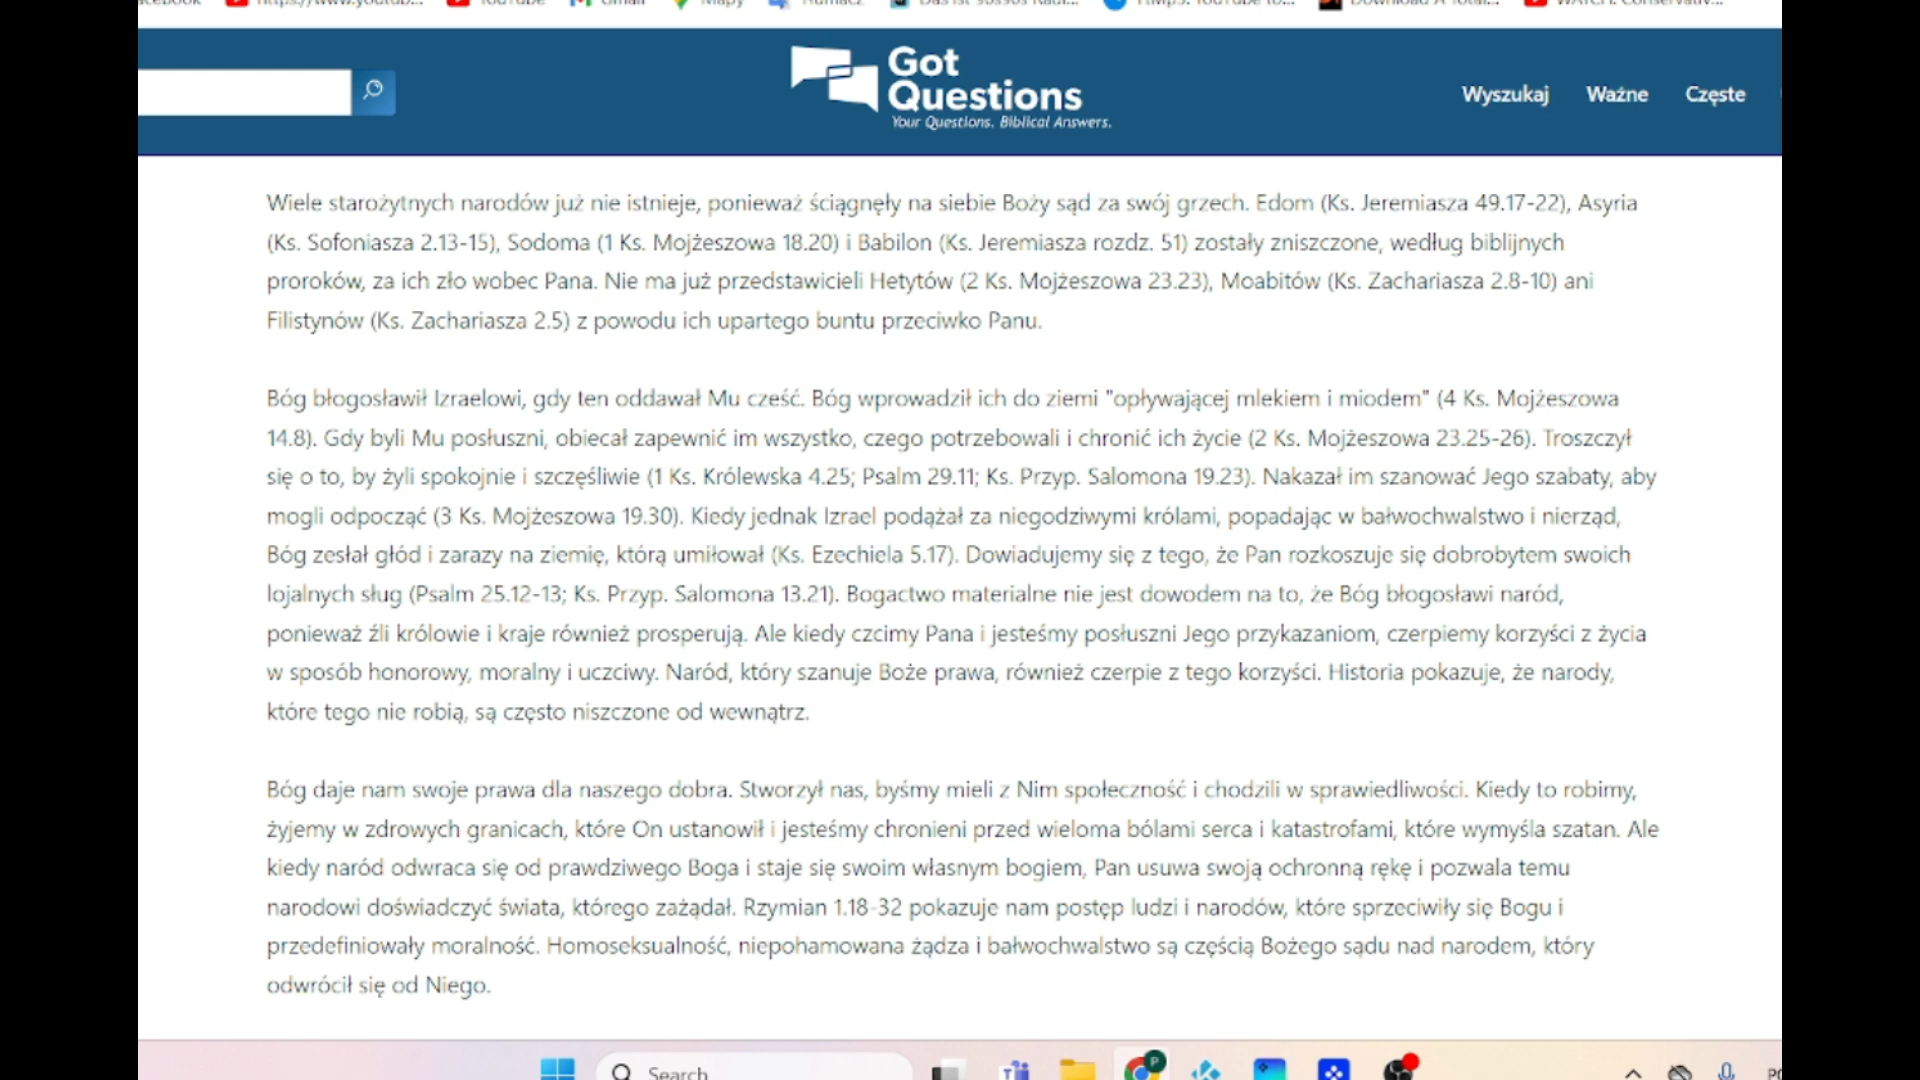 https://www.youtub...
YouTube
Gmail
Mapy
Tłumacz
Got
Questions
Your Questions. Biblical Answers.
Wyszukaj Ważne Częste
Wiele starożytnych narodów już nie istnieje, ponieważ ściągnęły na siebie Boży sąd za swój grzech. Edom (Ks. Jeremiasza 49.17-22), Asyria
(Ks. Sofoniasza 2.13-15), Sodoma (1 Ks. Mojżeszowa 18.20) i Babilon (Ks. Jeremiasza rozdz. 51) zostały zniszczone, według biblijnych
proroków, za ich zło wobec Pana. Nie ma już przedstawicieli Hetytów (2 Ks. Mojżeszowa 23.23), Moabitów (Ks. Zachariasza 2.8-10) ani
Filistynów (Ks. Zachariasza 2.5) z powodu ich upartego buntu przeciwko Panu.
Bóg błogosławił Izraelowi, gdy ten oddawał Mu cześć. Bóg wprowadził ich do ziemi "opływającej mlekiem i miodem" (4 Ks. Mojżeszowa
14.8). Gdy byli Mu posłuszni, obiecał zapewnić im wszystko, czego potrzebowali i chronić ich życie (2 Ks. Mojżeszowa 23.25-26). Troszczył
się o to, by żyli spokojnie i szczęśliwie (1 Ks. Królewska 4.25; Psalm 29.11; Ks. Przyp. Salomona 19.23). Nakazał im szanować Jego szabaty, aby
mogli odpocząć (3 Ks. Mojżeszowa 19.30). Kiedy jednak Izrael podążał za niegodziwymi królami, popadając w bałwochwalstwo i nierząd,
Bóg zesłał głód i zarazy na ziemię, którą umiłował (Ks. Ezechiela 5.17). Dowiadujemy się z tego, że Pan rozkoszuje się dobrobytem swoich
lojalnych sług (Psalm 25.12-13; Ks. Przyp. Salomona 13.21). Bogactwo materialne nie jest dowodem na to, że Bóg błogosławi naród,
ponieważ źli królowie i kraje również prosperują. Ale kiedy czcimy Pana i jesteśmy posłuszni Jego przykazaniom, czerpiemy korzyści z życia
w sposób honorowy, moralny i uczciwy. Naród, który szanuje Boże prawa, również czerpie z tego korzyści. Historia pokazuje, że narody,
które tego nie robią, są często niszczone od wewnątrz.
Bóg daje nam swoje prawa dla naszego dobra. Stworzył nas, byśmy mieli z Nim społeczność i chodzili w sprawiedliwości. Kiedy to robimy,
żyjemy w zdrowych granicach, które On ustanowił i jesteśmy chronieni przed wieloma bólami serca i katastrofami, które wymyśla szatan. Ale
kiedy naród odwraca się od prawdziwego Boga i staje się swoim własnym bogiem, Pan usuwa swoją ochronną rękę i pozwala temu
narodowi doświadczyć świata, którego zażądał. Rzymian 1.18-32 pokazuje nam postęp ludzi i narodów, które sprzeciwiły się Bogu i
przedefiniowały moralność. Homoseksualność, niepohamowana żądza i bałwochwalstwo są częścią Bożego sądu nad narodem, który
odwrócił się od Niego.
Search